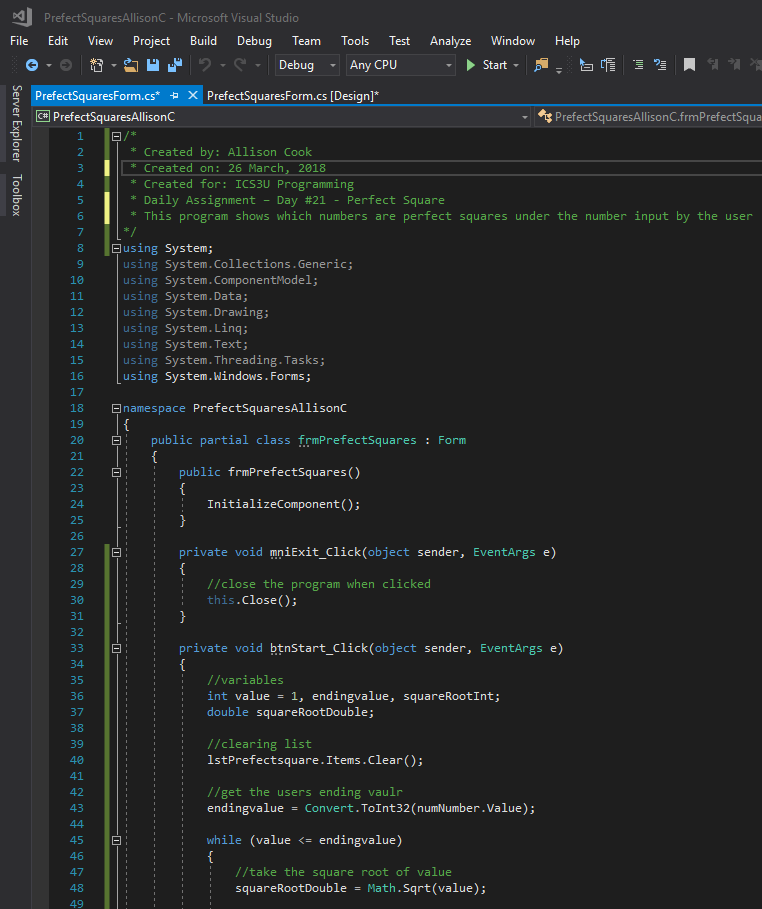 PrefectSquaresAllisonC - Microsoft Visual Studio
File Edit View Project Build Debug Team Tools Test Analyze Window Help
Debug Any CPU Start
Server Explorer
Toolbox
PrefectSquaresForm.cs* PrefectSquaresForm.cs [Design]*
C# PrefectSquaresAllisonC PrefectSquaresAllisonC.frmPrefectSqua
1 /*
2 * Created by: Allison Cook
3 * Created on: 26 March, 2018
4 * Created for: ICS3U Programming
5 * Daily Assignment – Day #21 - Perfect Square
6 * This program shows which numbers are perfect squares under the number input by the user
7 */
8 using System;
9 using System.Collections.Generic;
10 using System.ComponentModel;
11 using System.Data;
12 using System.Drawing;
13 using System.Linq;
14 using System.Text;
15 using System.Threading.Tasks;
16 using System.Windows.Forms;
17
18 namespace PrefectSquaresAllisonC
19 {
20 public partial class frmPrefectSquares : Form
21 {
22 public frmPrefectSquares()
23 {
24 InitializeComponent();
25 }
26
27 private void mniExit_Click(object sender, EventArgs e)
28 {
29 //close the program when clicked
30 this.Close();
31 }
32
33 private void btnStart_Click(object sender, EventArgs e)
34 {
35 //variables
36 int value = 1, endingvalue, squareRootInt;
37 double squareRootDouble;
38
39 //clearing list
40 lstPrefectsquare.Items.Clear();
41
42 //get the users ending vaulr
43 endingvalue = Convert.ToInt32(numNumber.Value);
44
45 while (value <= endingvalue)
46 {
47 //take the square root of value
48 squareRootDouble = Math.Sqrt(value);
49